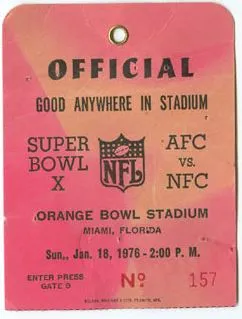 OFFICIAL
GOOD ANYWHERE IN STADIUM
SUPER BOWL X
NFL
AFC vs. NFC
ORANGE BOWL STADIUM
MIAMI, FLORIDA
Sun., Jan. 18, 1976 - 2:00 P. M.
ENTER PRESS
GATE
No 157